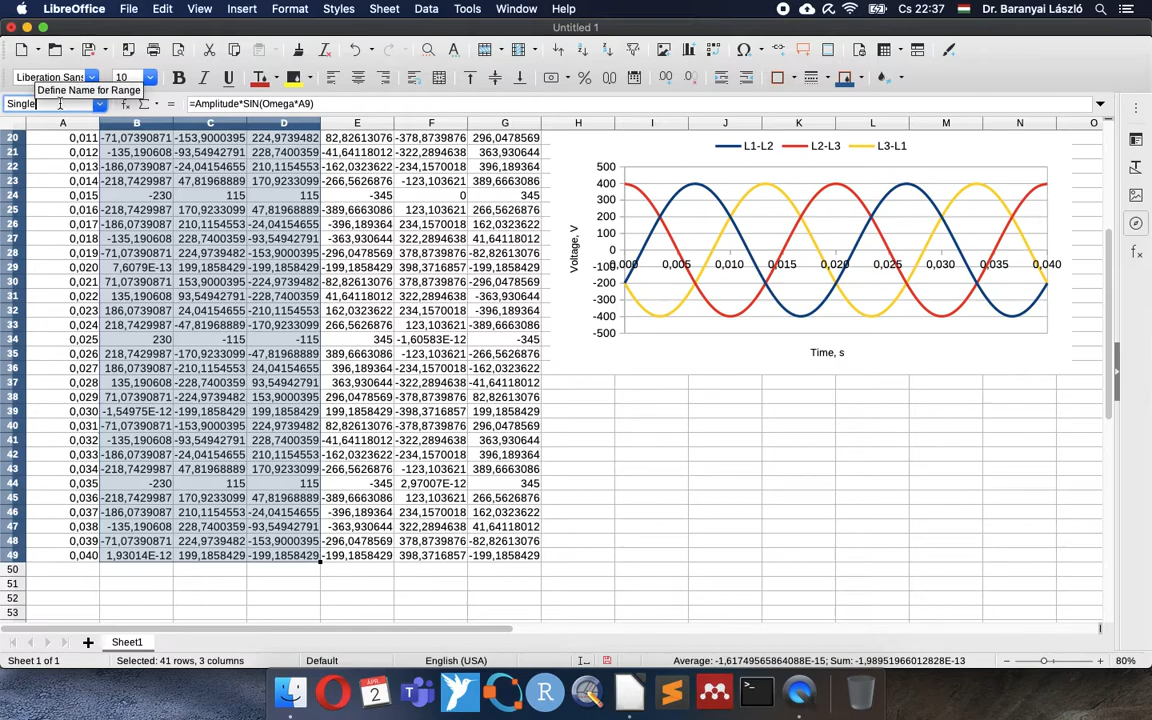 LibreOffice File Edit View Insert Format Styles Sheet Data Tools Window Help Cs 22:37 Dr. Baranyai László
Untitled 1
Liberation Sans 10
Define Name for Range
Single =Amplitude*SIN(Omega*A9)
A B C D E F G H I J K L M N O
20 0,011 -71,07390871 -153,9000395 224,9739482 82,82613076 -378,8739876 296,0478569
21 0,012 -135,190608 -93,54942791 228,7400359 -41,64118012 -322,2894638 363,930644
22 0,013 -186,0739087 -24,04154655 210,1154553 -162,0323622 -234,1570018 396,189364
23 0,014 -218,7429987 47,81968889 170,9233099 -266,5626876 -123,103621 389,6663086
24 0,015 -230 115 115 -345 0 345
25 0,016 -218,7429987 170,9233099 47,81968889 -389,6663086 123,103621 266,5626876
26 0,017 -186,0739087 210,1154553 -24,04154655 -396,189364 234,1570018 162,0323622
27 0,018 -135,190608 228,7400359 -93,54942791 -363,930644 322,2894638 41,64118012
28 0,019 -71,07390871 224,9739482 -153,9000395 -296,0478569 378,8739876 -82,82613076
29 0,020 7,6079E-13 199,1858429 -199,1858429 -199,1858429 398,3716857 -199,1858429
30 0,021 71,07390871 153,9000395 -224,9739482 -82,82613076 378,8739876 -296,0478569
31 0,022 135,190608 93,54942791 -228,7400359 41,64118012 322,2894638 -363,930644
32 0,023 186,0739087 24,04154655 -210,1154553 162,0323622 234,1570018 -396,189364
33 0,024 218,7429987 -47,81968889 -170,9233099 266,5626876 123,103621 -389,6663086
34 0,025 230 -115 -115 345 -1,60583E-12 -345
35 0,026 218,7429987 -170,9233099 -47,81968889 389,6663086 -123,103621 -266,5626876
36 0,027 186,0739087 -210,1154553 24,04154655 396,189364 -234,1570018 -162,0323622
37 0,028 135,190608 -228,7400359 93,54942791 363,930644 -322,2894638 -41,64118012
38 0,029 71,07390871 -224,9739482 153,9000395 296,0478569 -378,8739876 82,82613076
39 0,030 -1,54975E-12 -199,1858429 199,1858429 199,1858429 -398,3716857 199,1858429
40 0,031 -71,07390871 -153,9000395 224,9739482 82,82613076 -378,8739876 296,0478569
41 0,032 -135,190608 -93,54942791 228,7400359 -41,64118012 -322,2894638 363,930644
42 0,033 -186,0739087 -24,04154655 210,1154553 -162,0323622 -234,1570018 396,189364
43 0,034 -218,7429987 47,81968889 170,9233099 -266,5626876 -123,103621 389,6663086
44 0,035 -230 115 115 -345 2,97007E-12 345
45 0,036 -218,7429987 170,9233099 47,81968889 -389,6663086 123,103621 266,5626876
46 0,037 -186,0739087 210,1154553 -24,04154655 -396,189364 234,1570018 162,0323622
47 0,038 -135,190608 228,7400359 -93,54942791 -363,930644 322,2894638 41,64118012
48 0,039 -71,07390871 224,9739482 -153,9000395 -296,0478569 378,8739876 -82,82613076
49 0,040 1,93014E-12 199,1858429 -199,1858429 -199,1858429 398,3716857 -199,1858429
50
51
52
53
L1-L2 L2-L3 L3-L1
500
400
300
200
100
0
-100
-200
-300
-400
-500
0,000 0,005 0,010 0,015 0,020 0,025 0,030 0,035 0,040
Voltage, V
Time, s
Sheet1
Sheet 1 of 1 Selected: 41 rows, 3 columns Default English (USA) Average: -1,61749565864088E-15; Sum: -1,98951966012828E-13 80%
APR
2
R